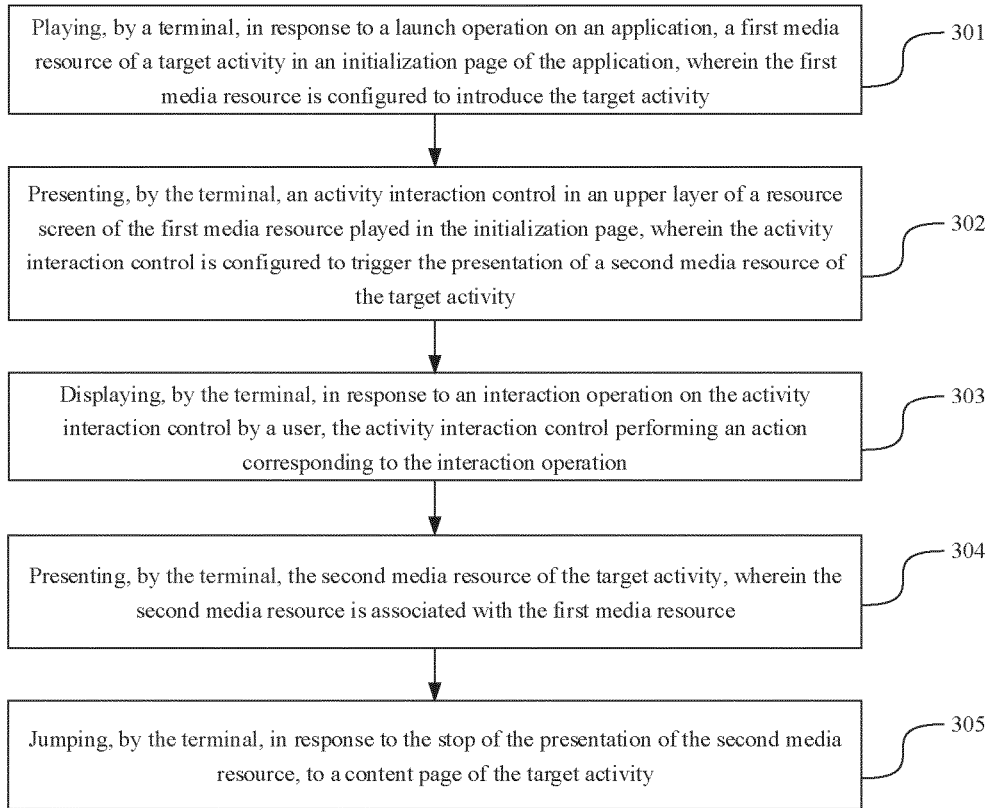 Playing, by a terminal, in response to a launch operation on an application, a first media
resource of a target activity in an initialization page of the application, wherein the first
media resource is configured to introduce the target activity
301
Presenting, by the terminal, an activity interaction control in an upper layer of a resource
screen of the first media resource played in the initialization page, wherein the activity
interaction control is configured to trigger the presentation of a second media resource of
the target activity
302
Displaying, by the terminal, in response to an interaction operation on the activity
interaction control by a user, the activity interaction control performing an action
corresponding to the interaction operation
303
Presenting, by the terminal, the second media resource of the target activity, wherein the
second media resource is associated with the first media resource
304
Jumping, by the terminal, in response to the stop of the presentation of the second media
resource, to a content page of the target activity
305